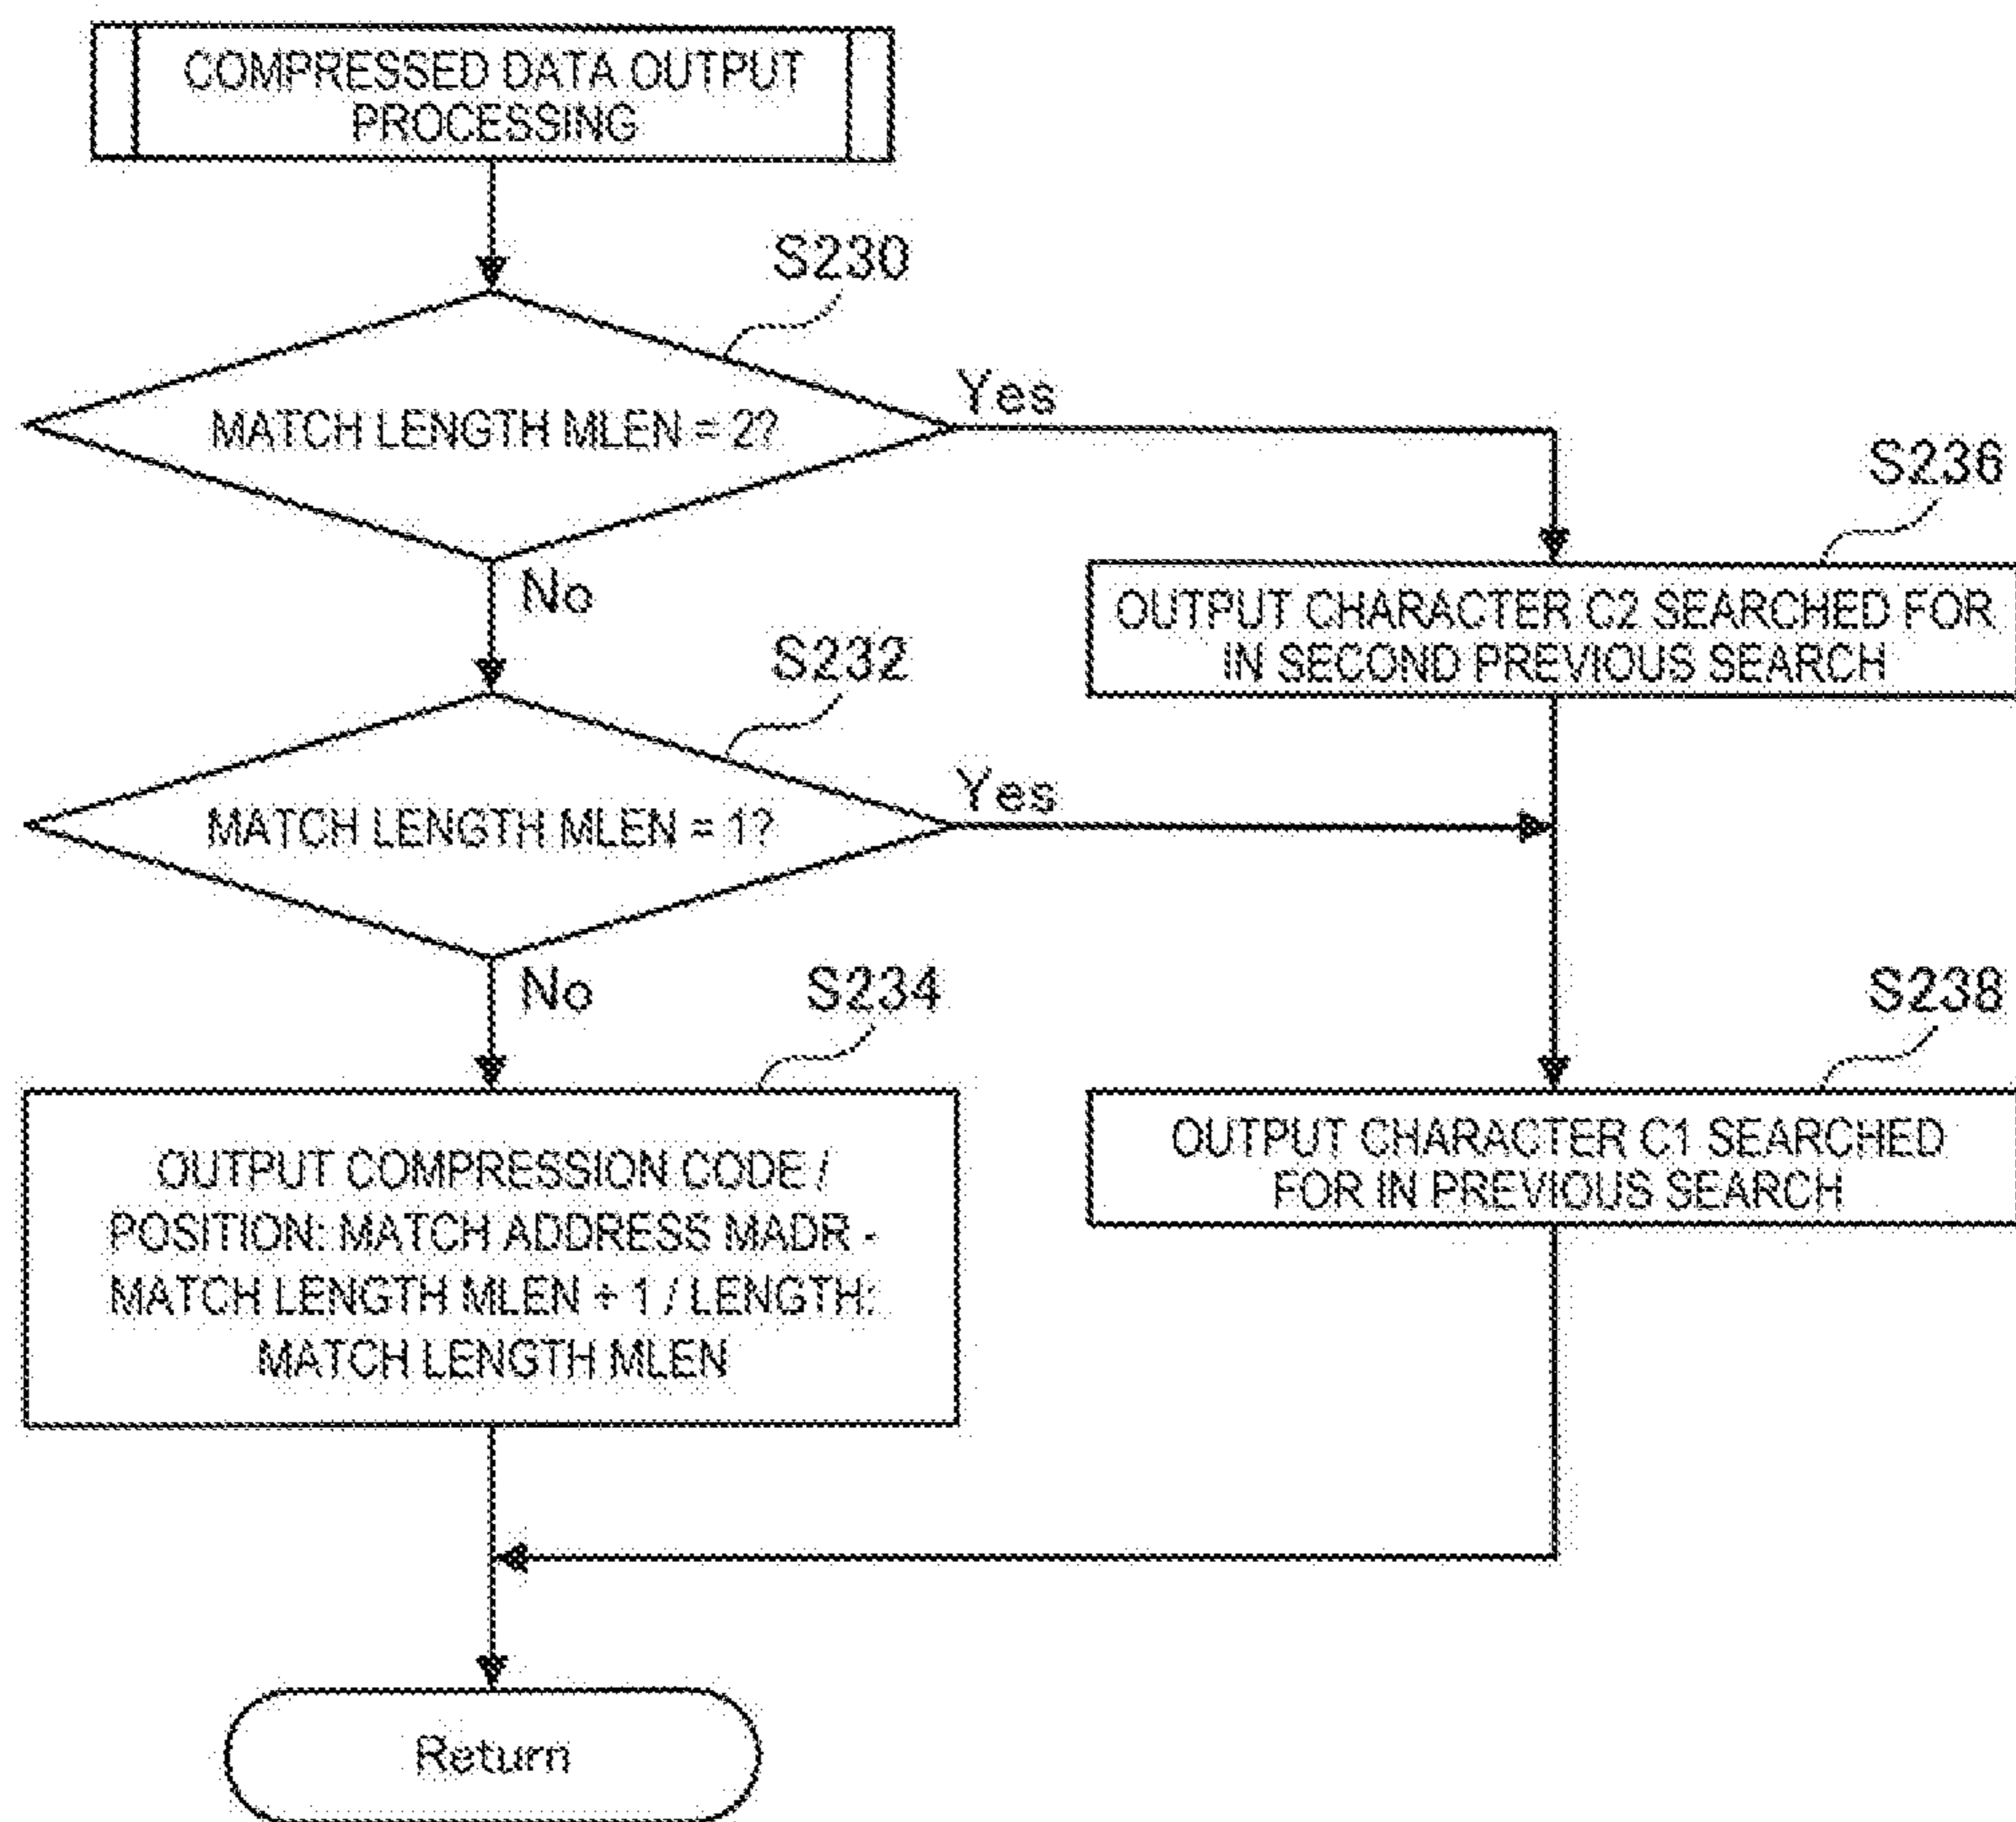 COMPRESSED DATA OUTPUT
PROCESSING
S230
MATCH LENGTH MLEN = 2?
Yes
S236
No
OUTPUT CHARACTER C2 SEARCHED FOR
IN SECOND PREVIOUS SEARCH
S232
MATCH LENGTH MLEN = 1?
Yes
No
S234
S238
OUTPUT COMPRESSION CODE /
POSITION: MATCH ADDRESS MADR -
MATCH LENGTH MLEN + 1 / LENGTH:
MATCH LENGTH MLEN
OUTPUT CHARACTER C1 SEARCHED
FOR IN PREVIOUS SEARCH
Return